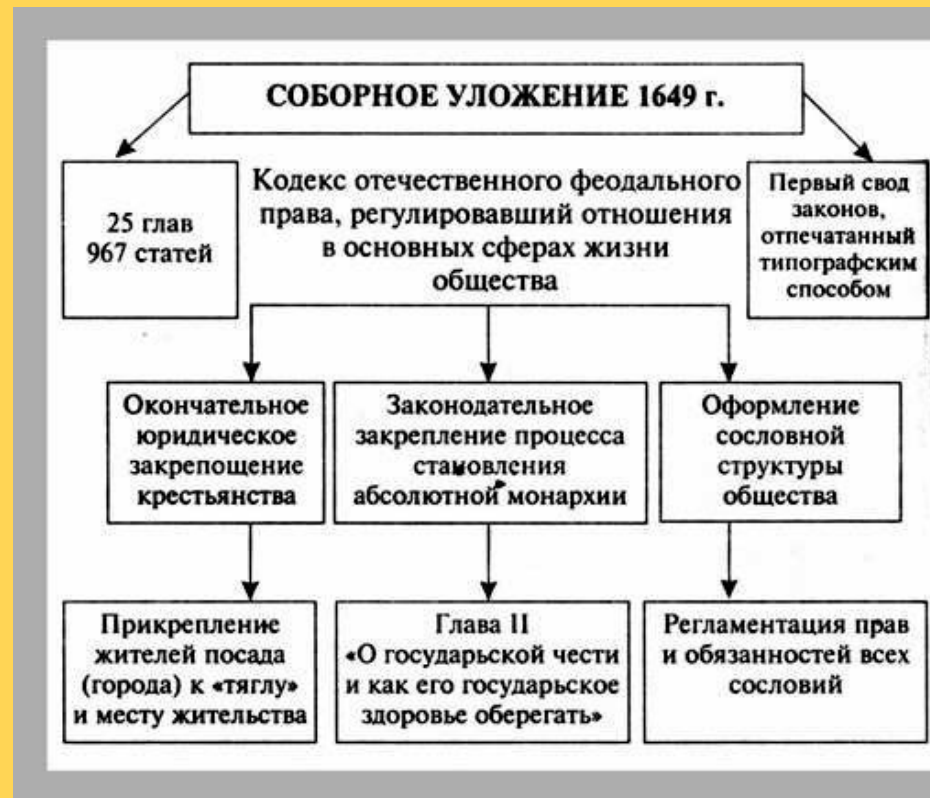 СОБОРНОЕ УЛОЖЕНИЕ 1649 г.
25 глав
967 статей
Кодекс отечественного феодального
права, регулировавший отношения
в основных сферах жизни
общества
Первый свод
законов,
отпечатанный
типографским
способом
Окончательное
юридическое
закрепощение
крестьянства
Законодательное
закрепление процесса
становления
абсолютной монархии
Оформление
сословной
структуры
общества
Прикрепление
жителей посада
(города) к «тяглу»
и месту жительства
Глава II
«О государьской чести
и как его государьское
здоровье оберегать»
Регламентация прав
и обязанностей всех
сословий